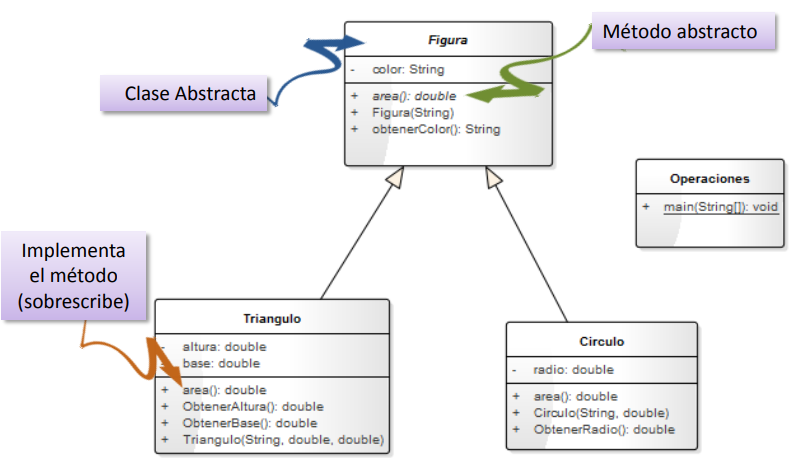 Figura
- color: String
+ area(): double
+ Figura(String)
+ obtenerColor(): String
Método abstracto
Clase Abstracta
Operaciones
+ main(String[]): void
Implementa
el método
(sobrescribe)
Triangulo
- altura: double
- base: double
+ area(): double
+ ObtenerAltura(): double
+ ObtenerBase(): double
+ Triangulo(String, double, double)
Circulo
- radio: double
+ area(): double
+ Circulo(String, double)
+ ObtenerRadio(): double